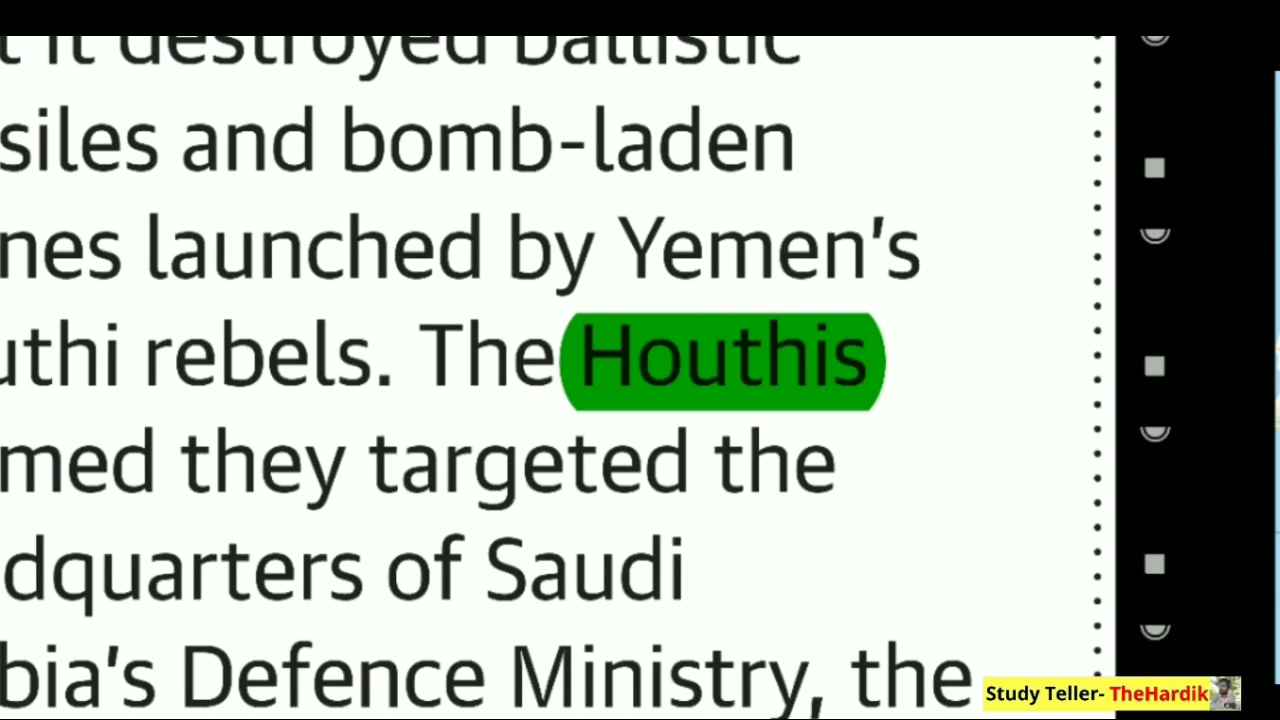 t it destroyed ballistic
siles and bomb-laden
nes launched by Yemen's
uthi rebels. The Houthis
med they targeted the
dquarters of Saudi
bia's Defence Ministry, the
Study Teller- TheHardik